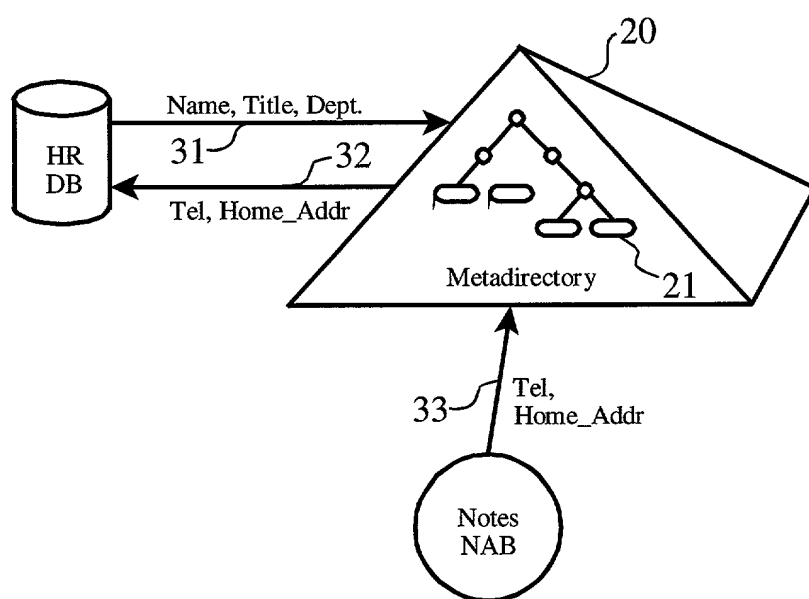 20
Name, Title, Dept.
31
32
HR
DB
Tel, Home_Addr
Metadirectory
21
33
Tel,
Home_Addr
Notes
NAB